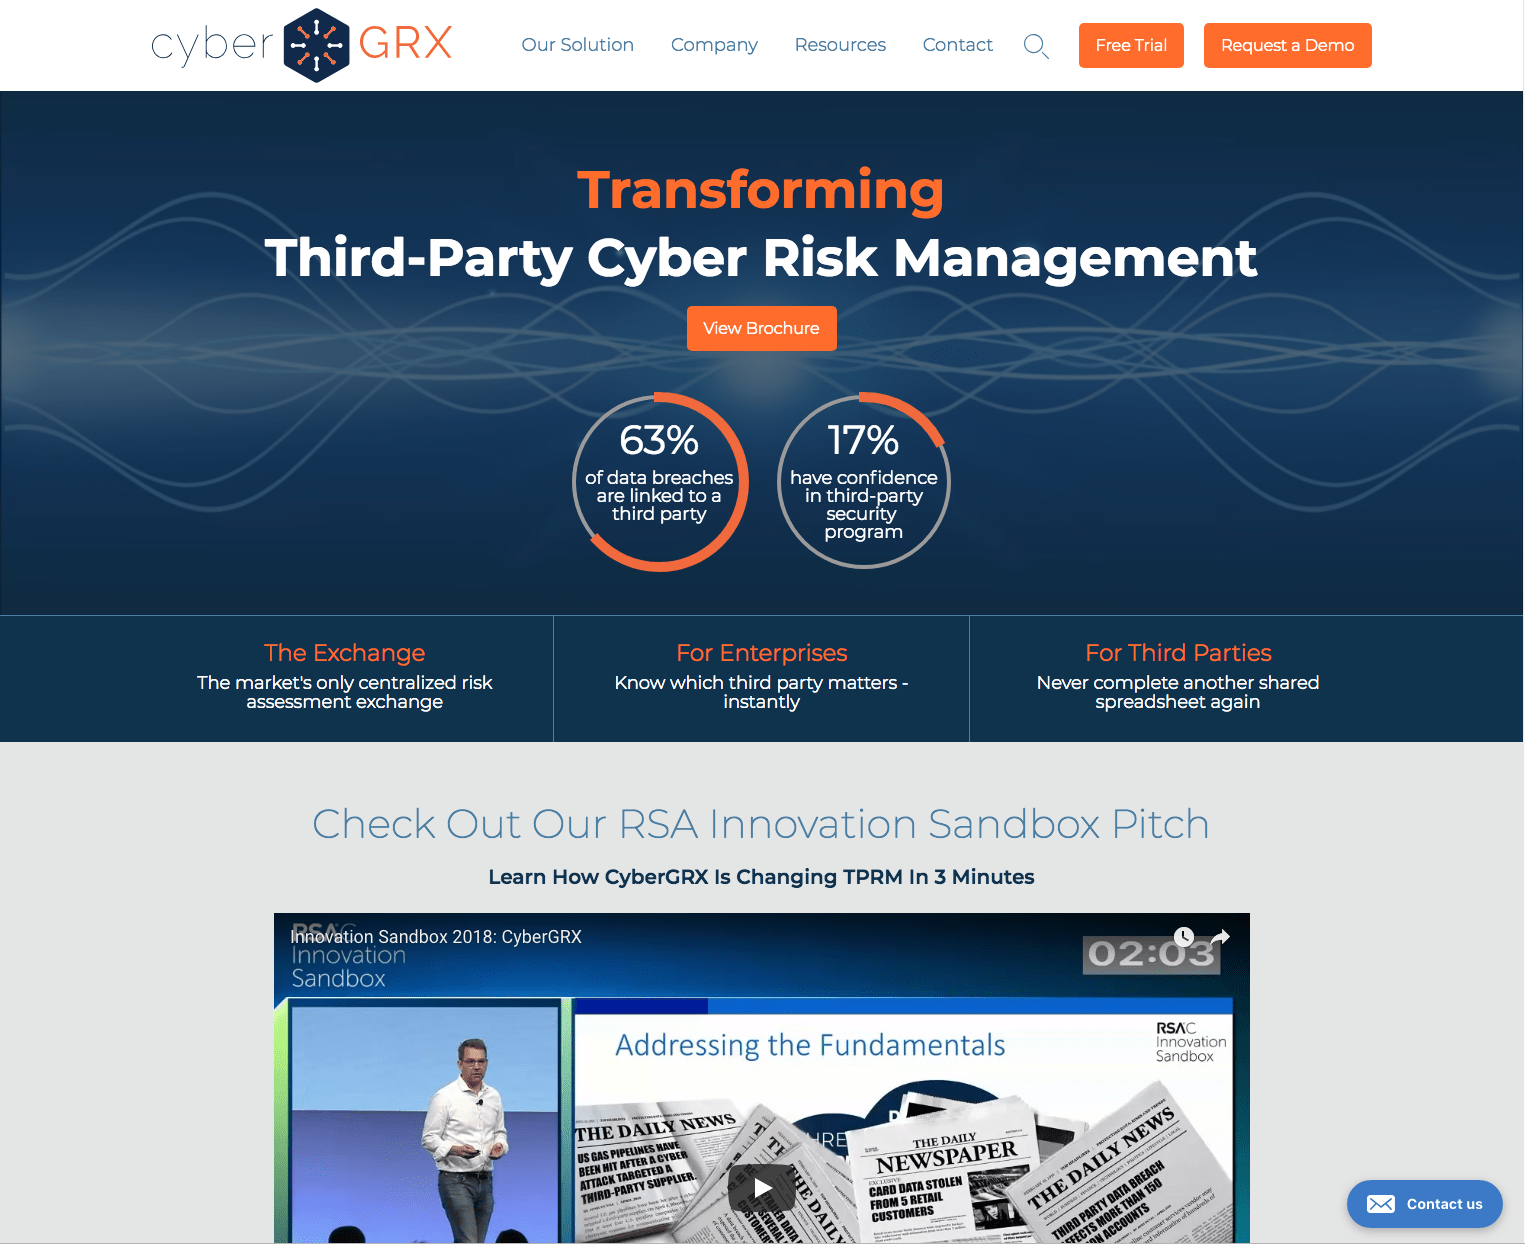 cyber GRX
Our Solution
Company
Resources
Contact
Free Trial
Request a Demo
Transforming
Third-Party Cyber Risk Management
View Brochure
63%
of data breaches
are linked to a
third party
17%
have confidence
in third-party
security
program
The Exchange
The market's only centralized risk
assessment exchange
For Enterprises
Know which third party matters -
instantly
For Third Parties
Never complete another shared
spreadsheet again
Check Out Our RSA Innovation Sandbox Pitch
Learn How CyberGRX Is Changing TPRM In 3 Minutes
Innovation Sandbox 2018: CyberGRX
RSAC
Innovation
Sandbox
02:03
Addressing the Fundamentals
RSAC
Innovation
Sandbox
THE DAILY NEWS
US GAS PIPELINES HAVE
BEEN HIT AFTER A CYBER
ATTACK TARGETED A
THIRD-PARTY SUPPLIER.
THE DAILY
NEWSPAPER
EXCLUSIVE
CARD DATA STOLEN
FROM 5 RETAIL
CUSTOMERS
THE DAILY NEWS
THIRD PARTY DATA BREACH
MORE THAN 150
ACCOUNTS
Contact us